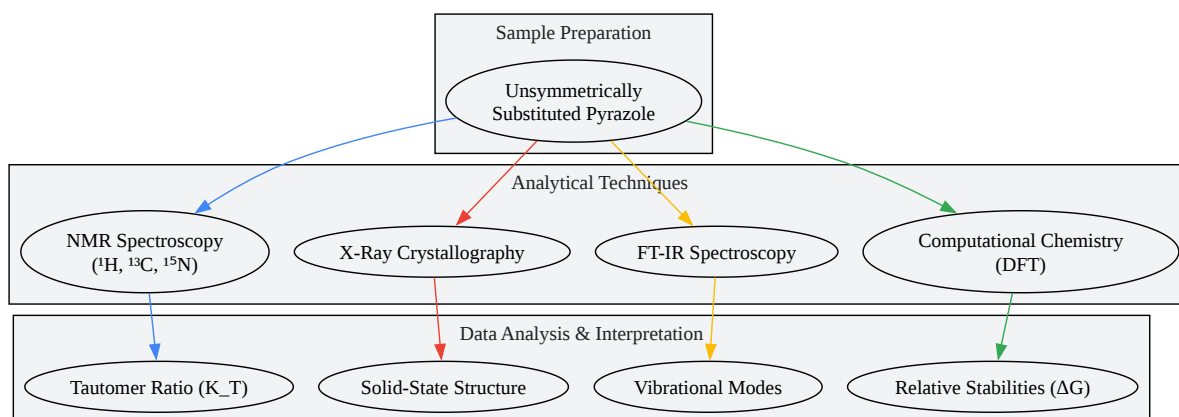 Sample Preparation
Unsymmetrically
Substituted Pyrazole
Analytical Techniques
NMR Spectroscopy
(¹H, ¹³C, ¹⁵N)
X-Ray Crystallography
FT-IR Spectroscopy
Computational Chemistry
(DFT)
Data Analysis & Interpretation
Tautomer Ratio (K_T)
Solid-State Structure
Vibrational Modes
Relative Stabilities (ΔG)